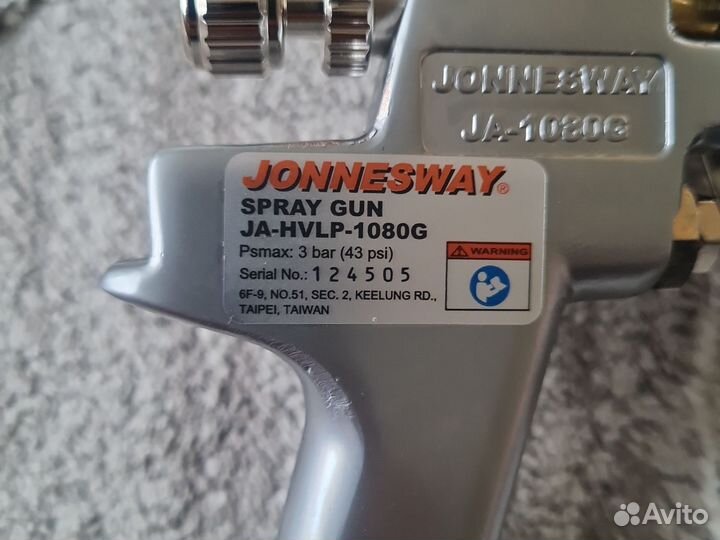 JONNESWAY
JA-1080G
JONNESWAY®
SPRAY GUN
JA-HVLP-1080G
Psmax: 3 bar (43 psi)
Serial No.: 124505
6F-9, NO.51, SEC. 2, KEELUNG RD.,
TAIPEI, TAIWAN
WARNING
Avito